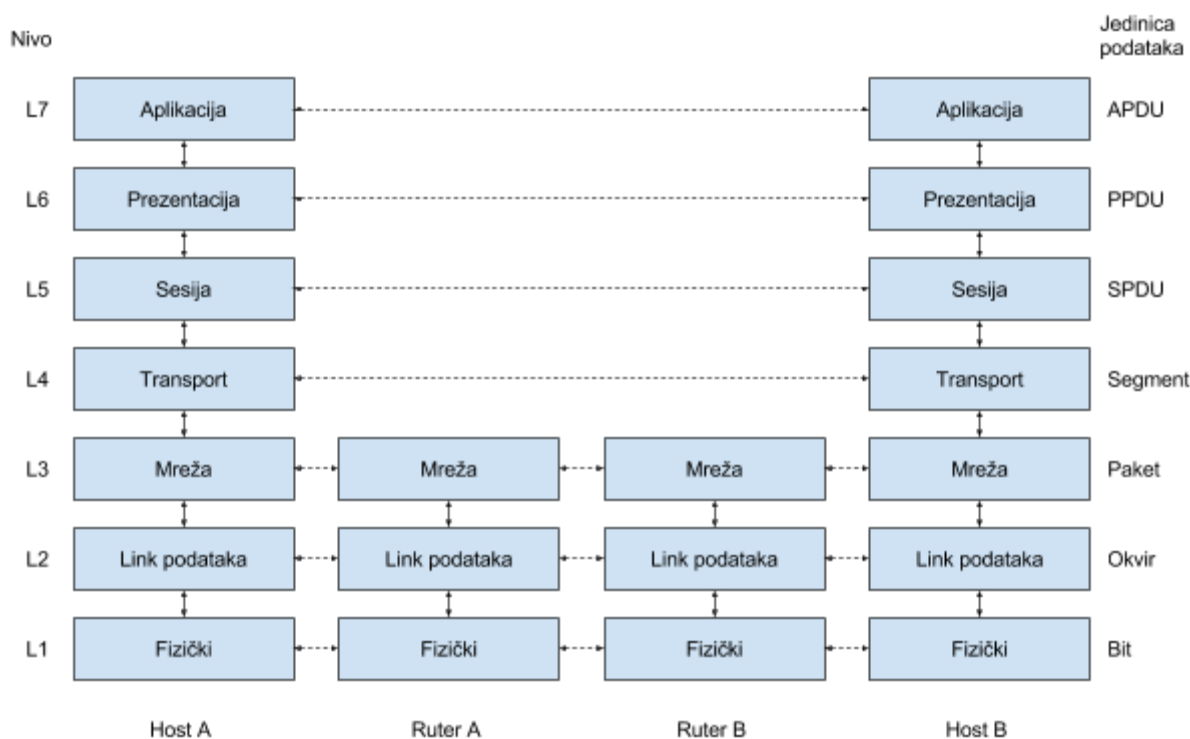 Nivo
Jedinica
podataka
L7 Aplikacija Aplikacija APDU
L6 Prezentacija Prezentacija PPDU
L5 Sesija Sesija SPDU
L4 Transport Transport Segment
L3 Mreža Mreža Mreža Mreža Paket
L2 Link podataka Link podataka Link podataka Link podataka Okvir
L1 Fizički Fizički Fizički Fizički Bit
Host A Ruter A Ruter B Host B